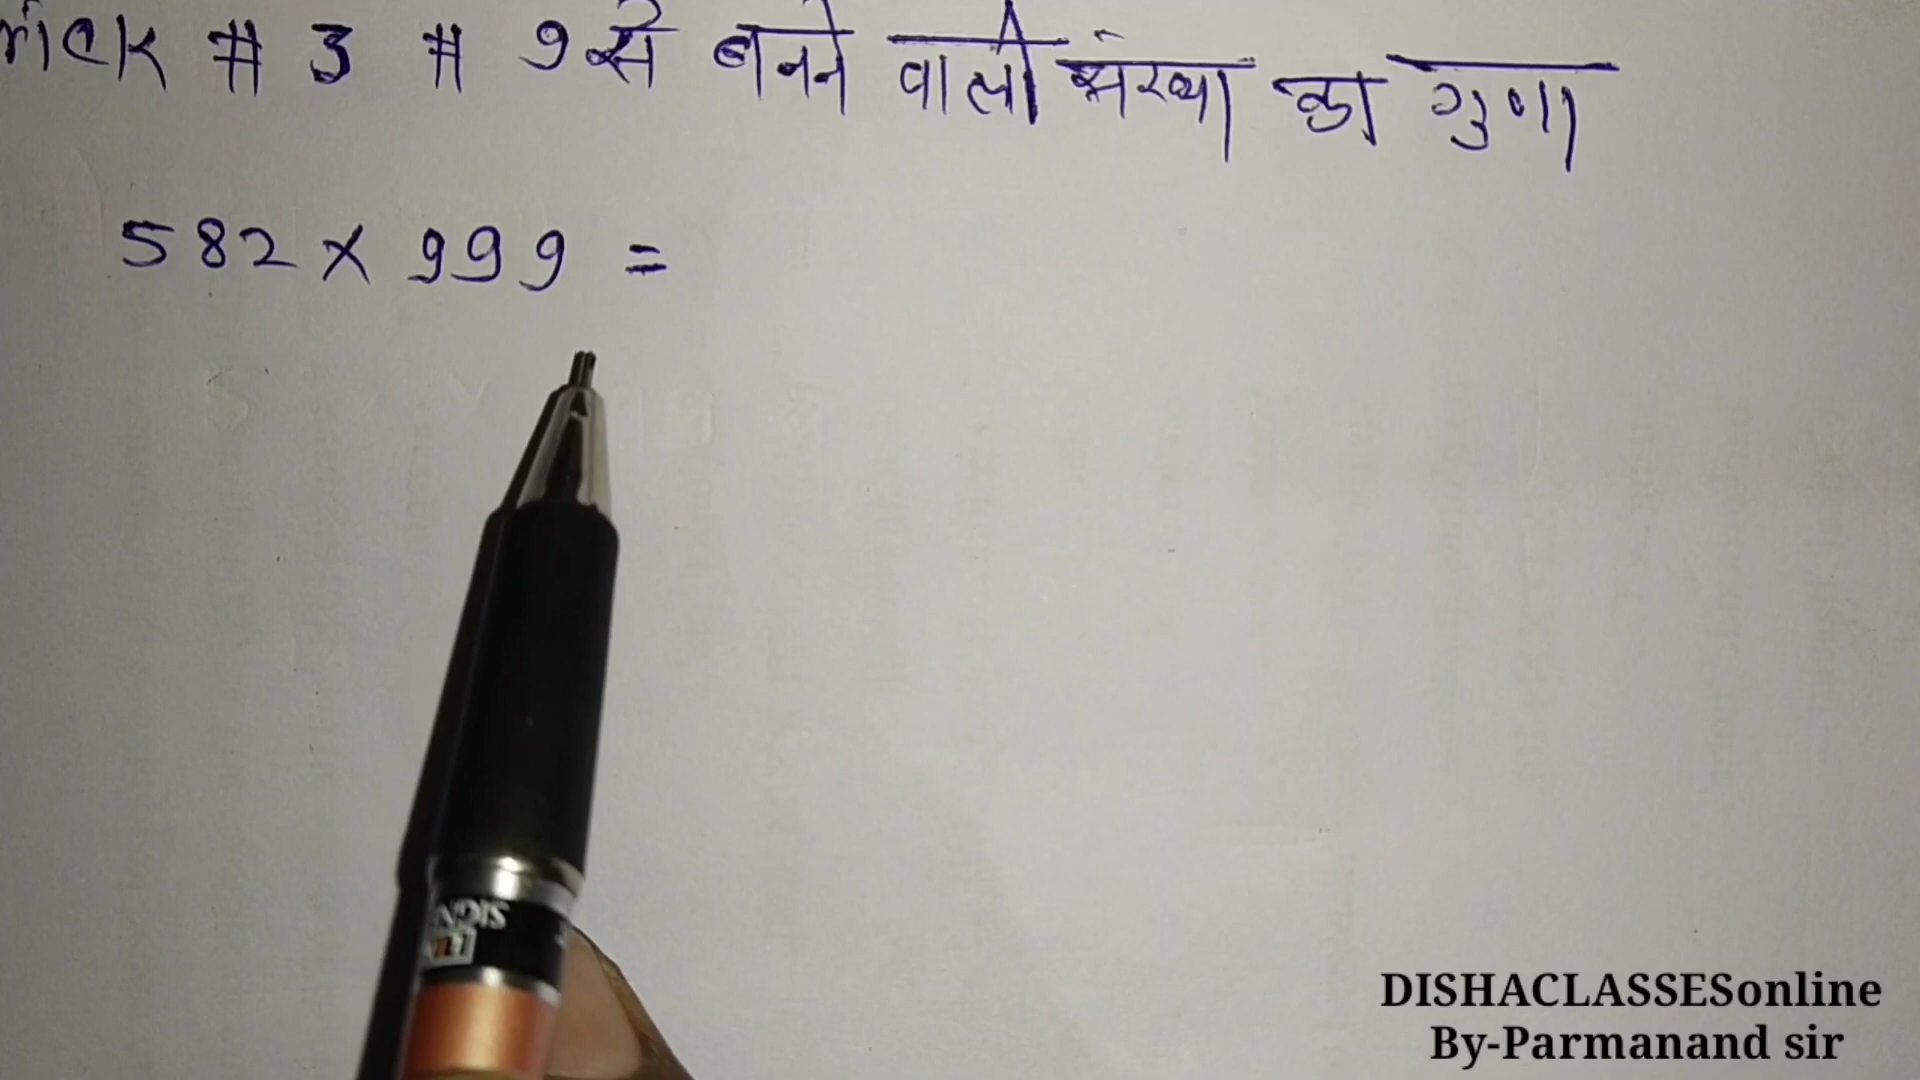 rick # 3 # 9 से बनने वाली संख्या का गुणा
582 × 999 =
DISHACLASSESonline
By-Parmanand sir